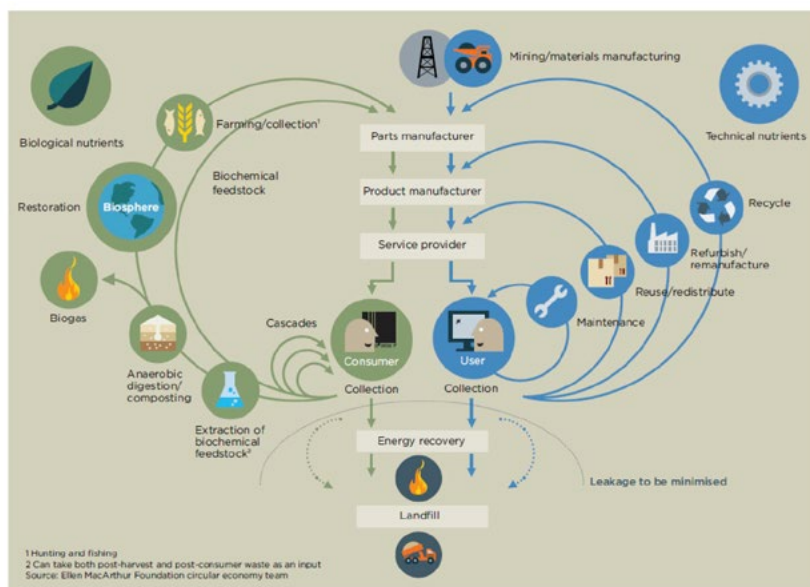 Mining/materials manufacturing
Biological nutrients
Farming/collection¹
Parts manufacturer
Technical nutrients
Biochemical
feedstock
Product manufacturer
Restoration
Biosphere
Recycle
Service provider
Refurbish/
remanufacture
Reuse/redistribute
Biogas
Cascades
Maintenance
Consumer
User
Anaerobic
digestion/
composting
Collection
Collection
Extraction of
biochemical
feedstock²
Energy recovery
Leakage to be minimised
Landfill
1 Hunting and fishing
2 Can take both post-harvest and post-consumer waste as an input
Source: Ellen MacArthur Foundation circular economy team